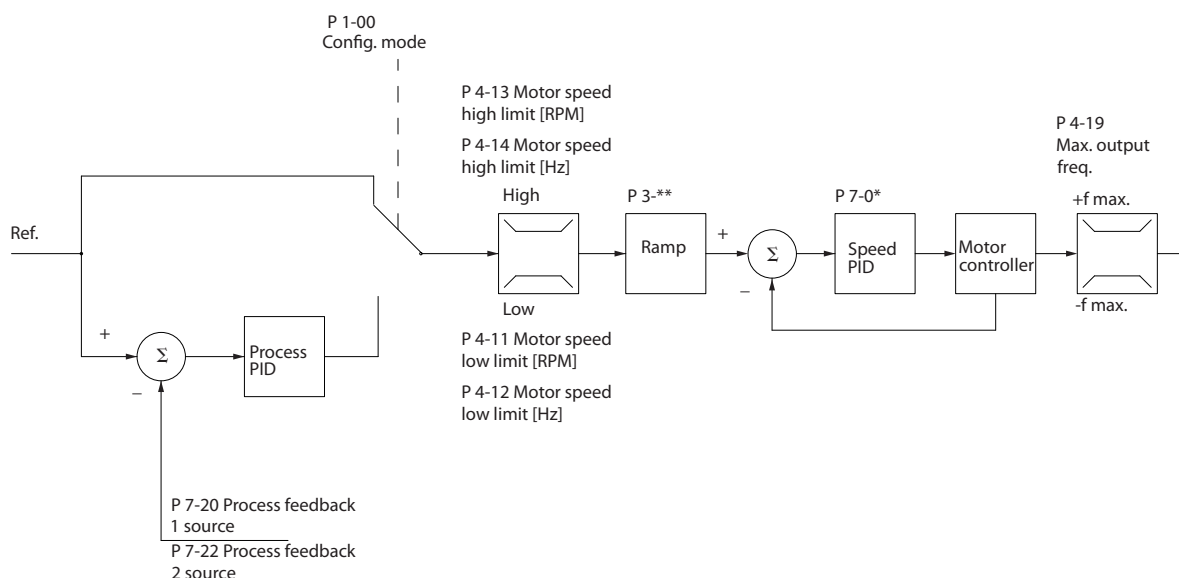 P 1-00
Config. mode
P 4-13 Motor speed
high limit [RPM]
P 4-14 Motor speed
high limit [Hz]
P 4-19
Max. output
freq.
High
P 3-**
P 7-0*
+f max.
Ref.
Ramp
+
Σ
Speed
PID
Motor
controller
−
Low
-f max.
+
Σ
Process
PID
−
P 4-11 Motor speed
low limit [RPM]
P 4-12 Motor speed
low limit [Hz]
P 7-20 Process feedback
1 source
P 7-22 Process feedback
2 source